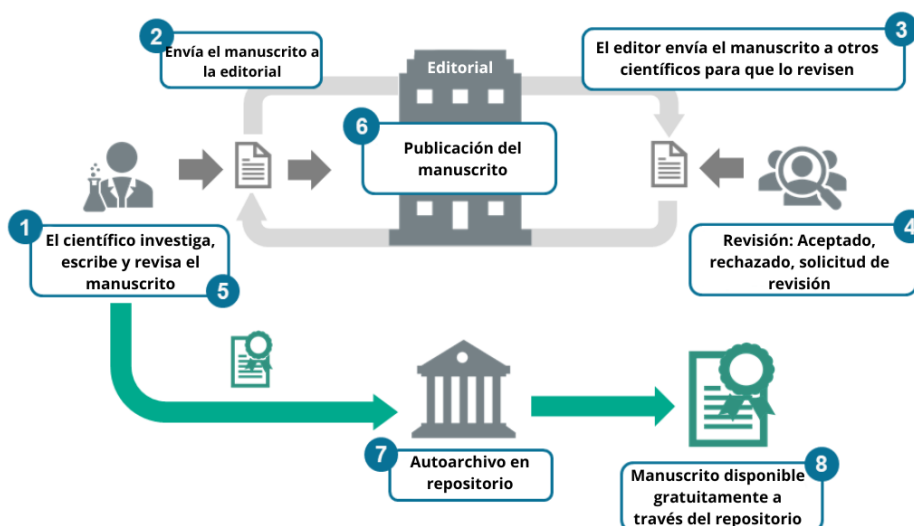 2
Envía el manuscrito a
la editorial
Editorial
3
El editor envía el manuscrito a otros
científicos para que lo revisen
6
Publicación del
manuscrito
1
El científico investiga,
escribe y revisa el
manuscrito
5
4
Revisión: Aceptado,
rechazado, solicitud de
revisión
7
Autoarchivo en
repositorio
8
Manuscrito disponible
gratuitamente a
través del repositorio